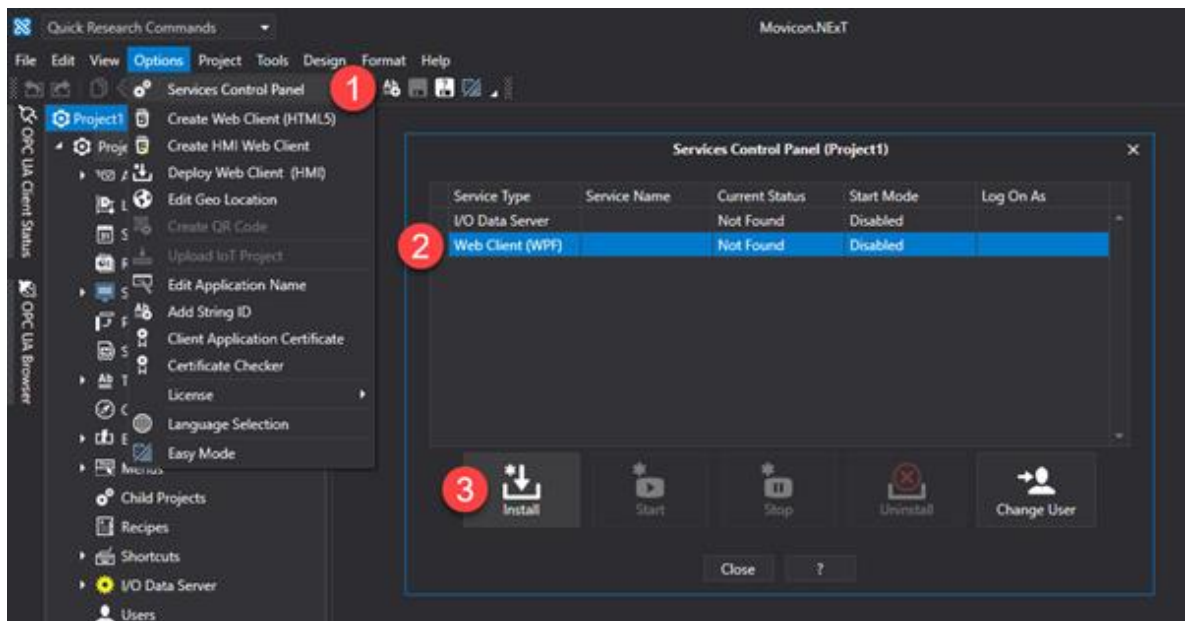 Quick Research Commands
Movicon.NExT
File Edit View Options Project Tools Design Format Help
Services Control Panel
1
Project1
Create Web Client (HTML5)
Proje
Create HMI Web Client
Deploy Web Client (HMI)
Edit Geo Location
Create QR Code
Upload IoT Project
Edit Application Name
Add String ID
Client Application Certificate
Certificate Checker
License
Language Selection
Easy Mode
Menus
Child Projects
Recipes
Shortcuts
I/O Data Server
Users
OPC UA Client Status
OPC UA Browser
Services Control Panel (Project1)
Service Type Service Name Current Status Start Mode Log On As
I/O Data Server Not Found Disabled
2 Web Client (WPF) Not Found Disabled
3
Install Start Stop Uninstall Change User
Close ?